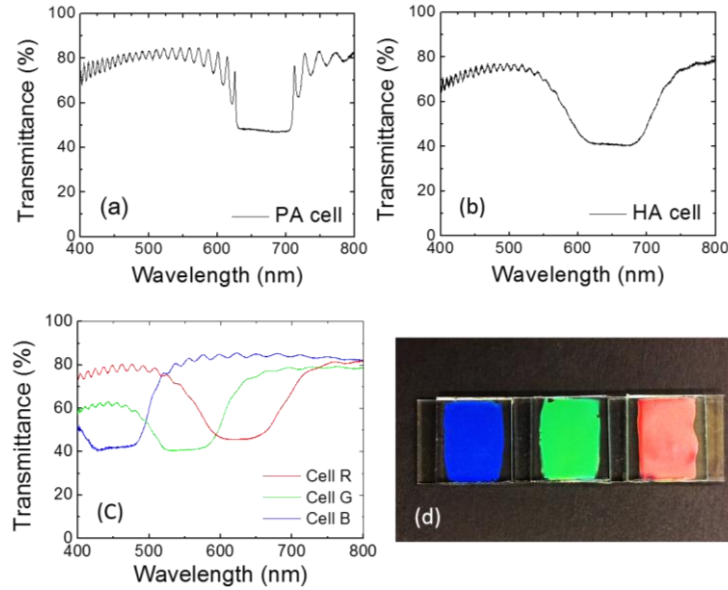 100
80
60
40
20
0
Transmittance (%)
(a)
PA cell
400 500 600 700 800
Wavelength (nm)
100
80
60
40
20
0
Transmittance (%)
(b)
HA cell
400 500 600 700 800
Wavelength (nm)
100
80
60
40
20
0
Transmittance (%)
(C)
Cell R
Cell G
Cell B
400 500 600 700 800
Wavelength (nm)
(d)